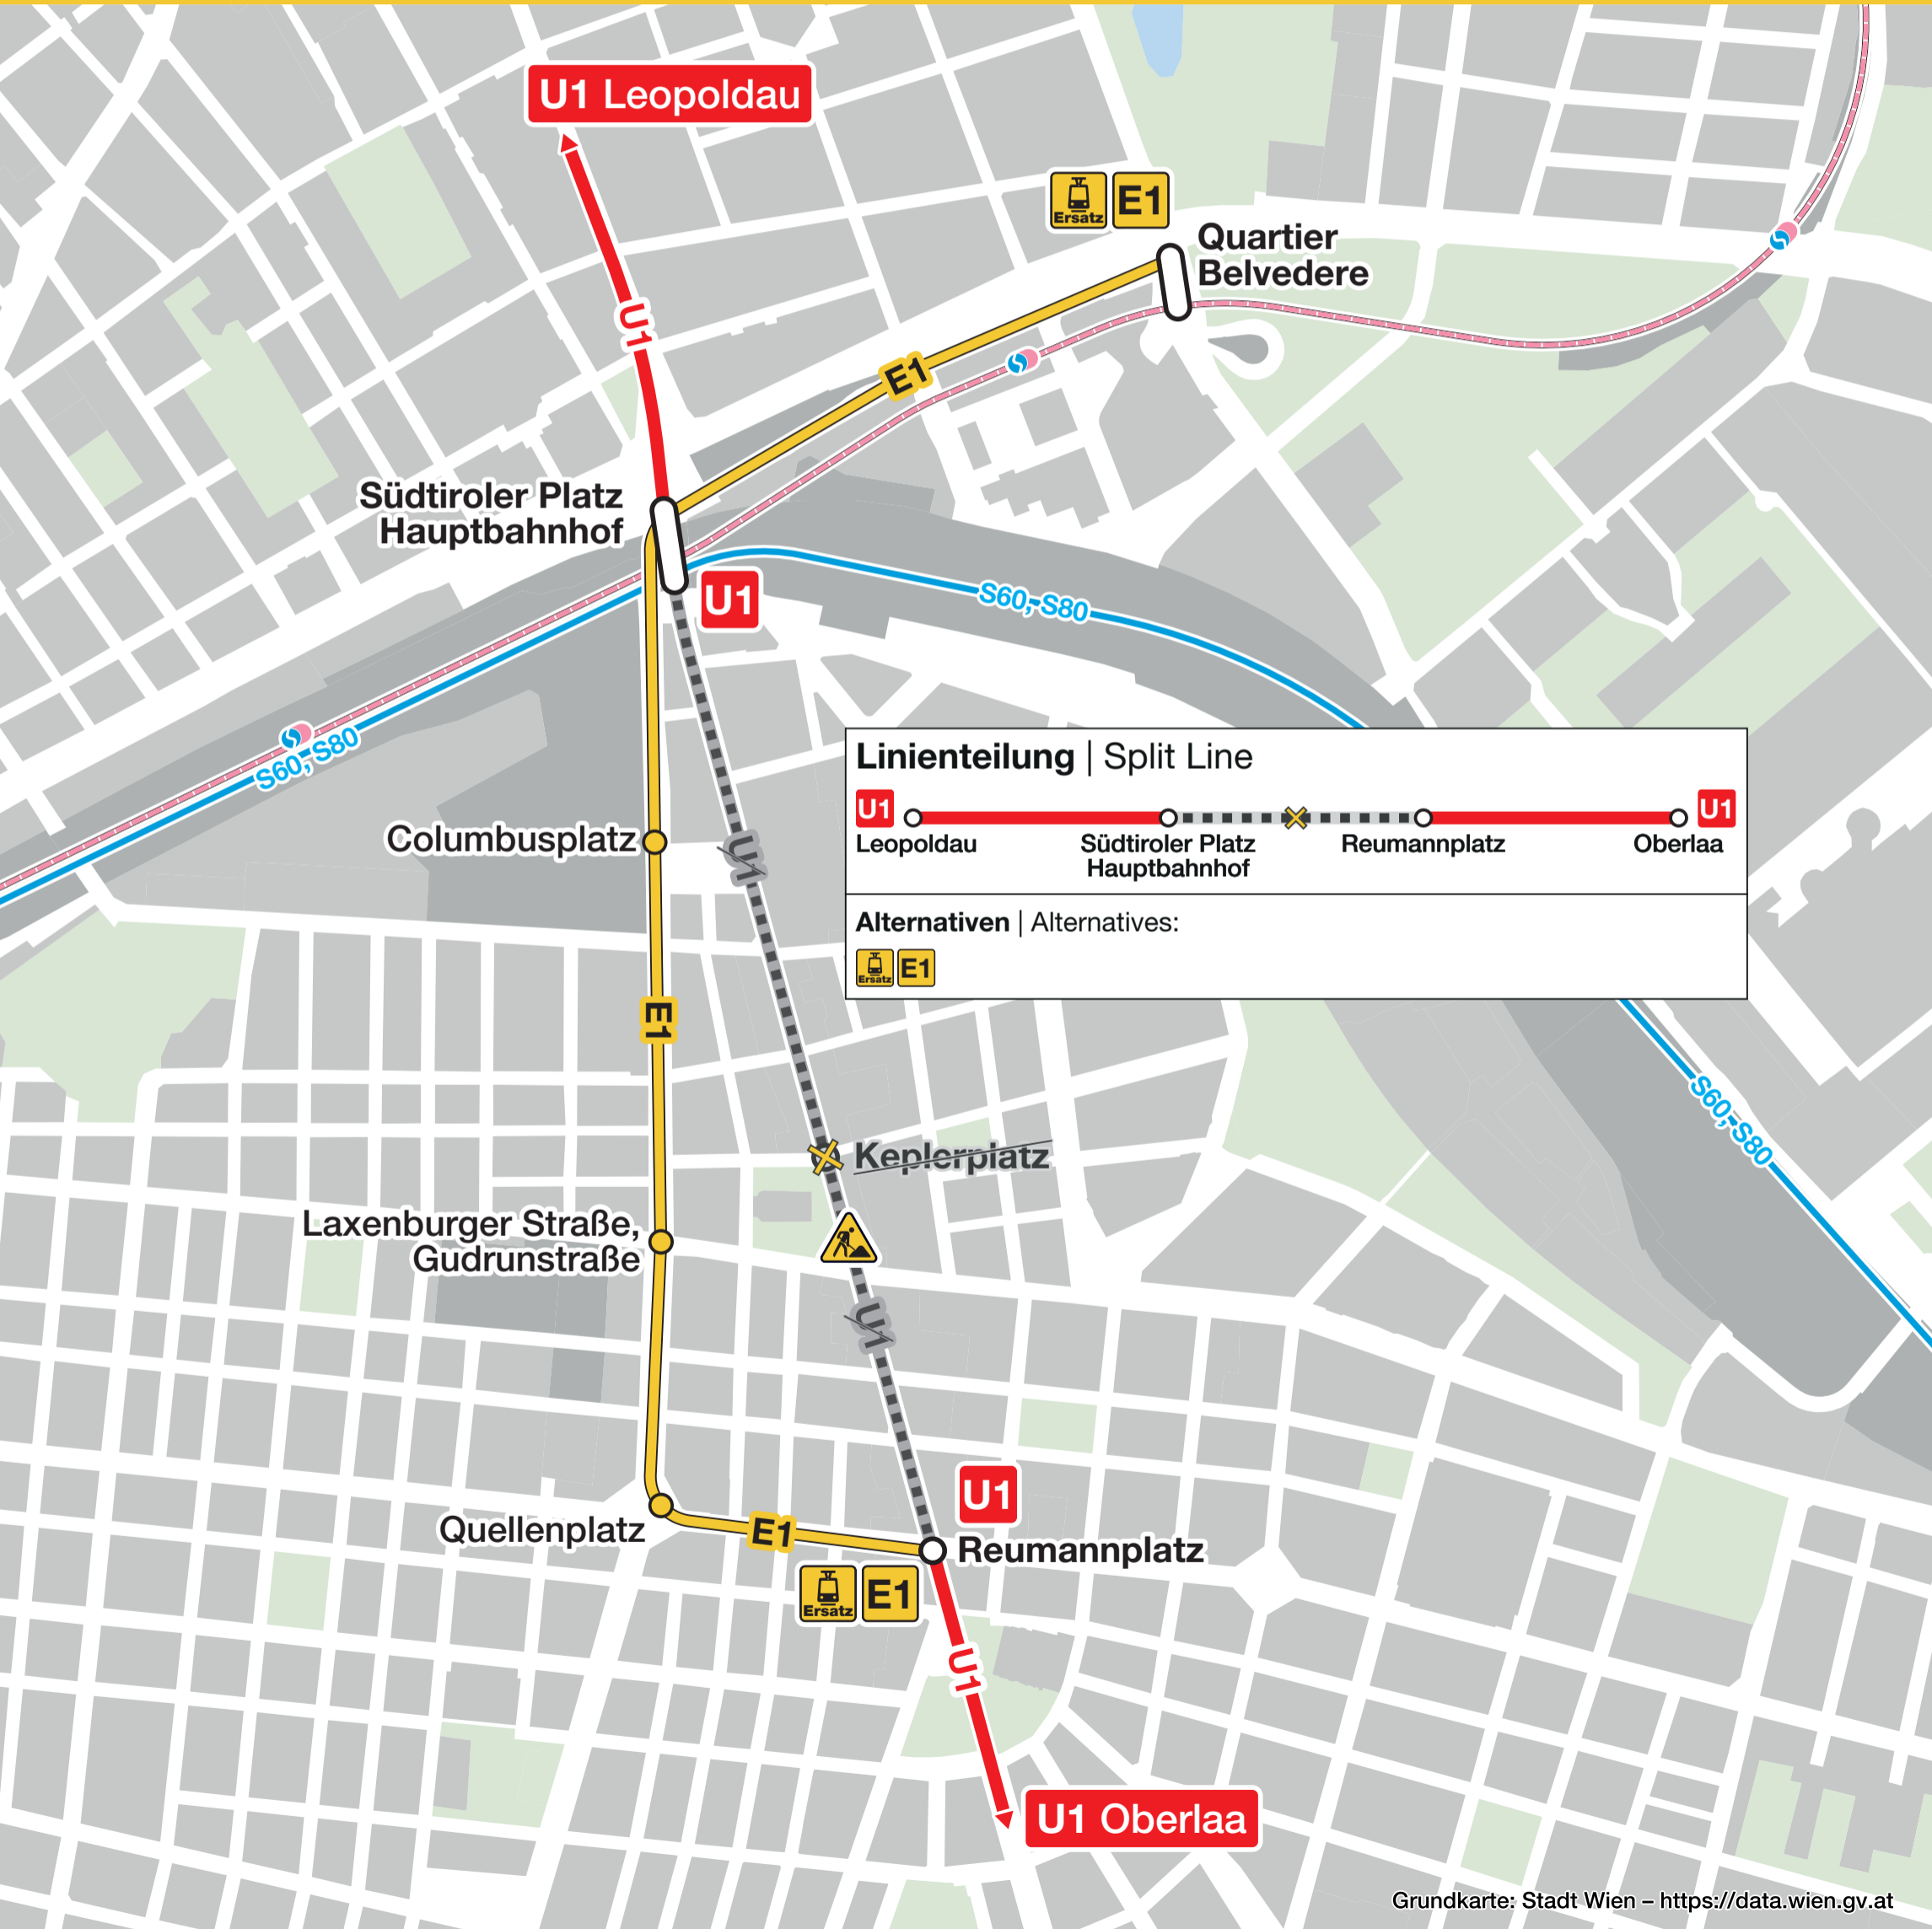 U1 Leopoldau
Ersatz E1
Quartier
Belvedere
U1
E1
Südtiroler Platz
Hauptbahnhof
U1
S60, S80
S60, S80
Linienteilung | Split Line
U1 U1
Leopoldau Südtiroler Platz Reumannplatz Oberlaa
Hauptbahnhof
Alternativen | Alternatives:
Ersatz E1
Columbusplatz
U1
E1
S60, S80
Keplerplatz
Laxenburger Straße,
Gudrunstraße
U1
U1
Quellenplatz
E1
Reumannplatz
Ersatz E1
U1
U1 Oberlaa
Grundkarte: Stadt Wien – https://data.wien.gv.at